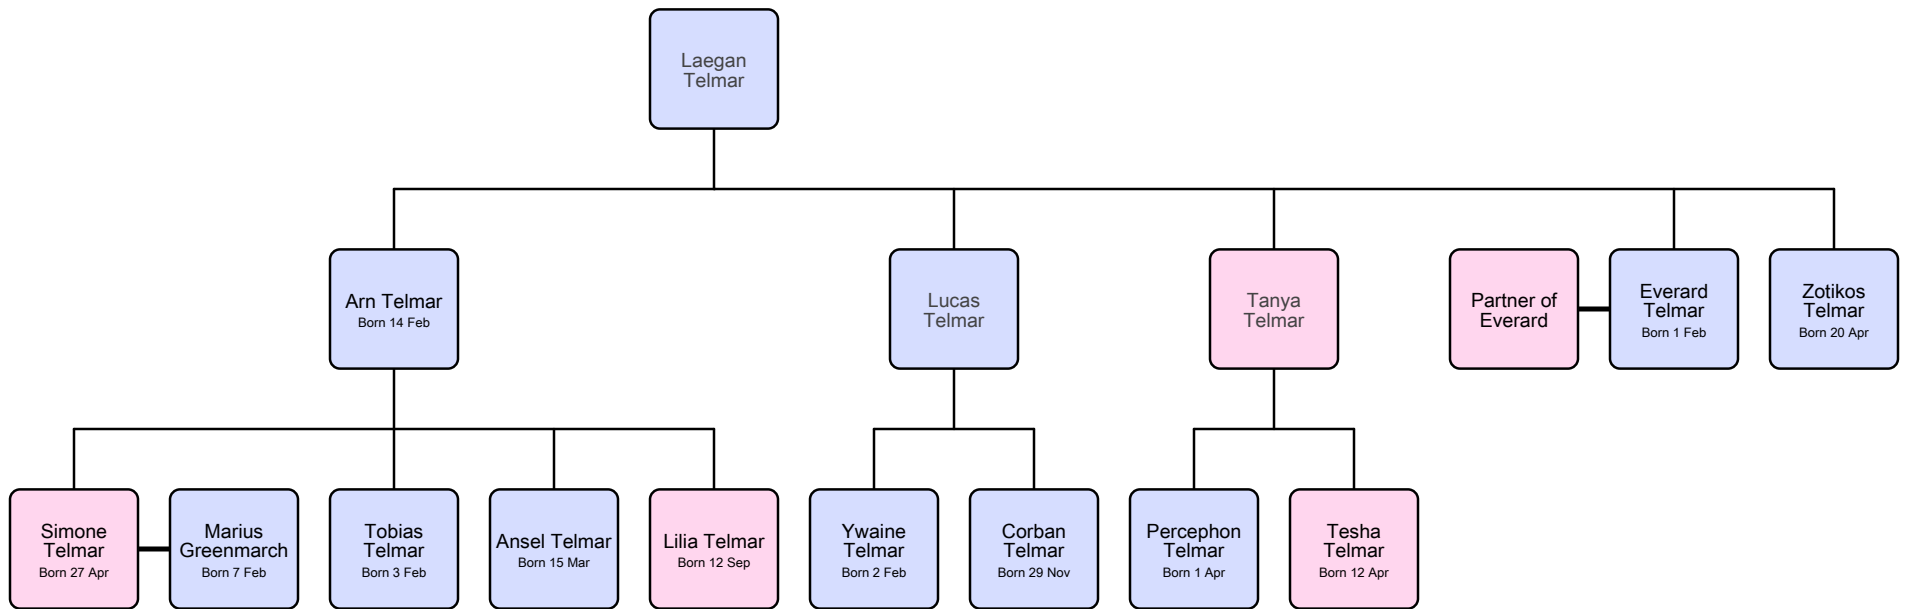 Laegan
Telmar
Arn Telmar
Born 14 Feb
Lucas
Telmar
Tanya
Telmar
Partner of
Everard
Everard
Telmar
Born 1 Feb
Zotikos
Telmar
Born 20 Apr
Simone
Telmar
Born 27 Apr
Marius
Greenmarch
Born 7 Feb
Tobias
Telmar
Born 3 Feb
Ansel Telmar
Born 15 Mar
Lilia Telmar
Born 12 Sep
Ywaine
Telmar
Born 2 Feb
Corban
Telmar
Born 29 Nov
Percephon
Telmar
Born 1 Apr
Tesha
Telmar
Born 12 Apr